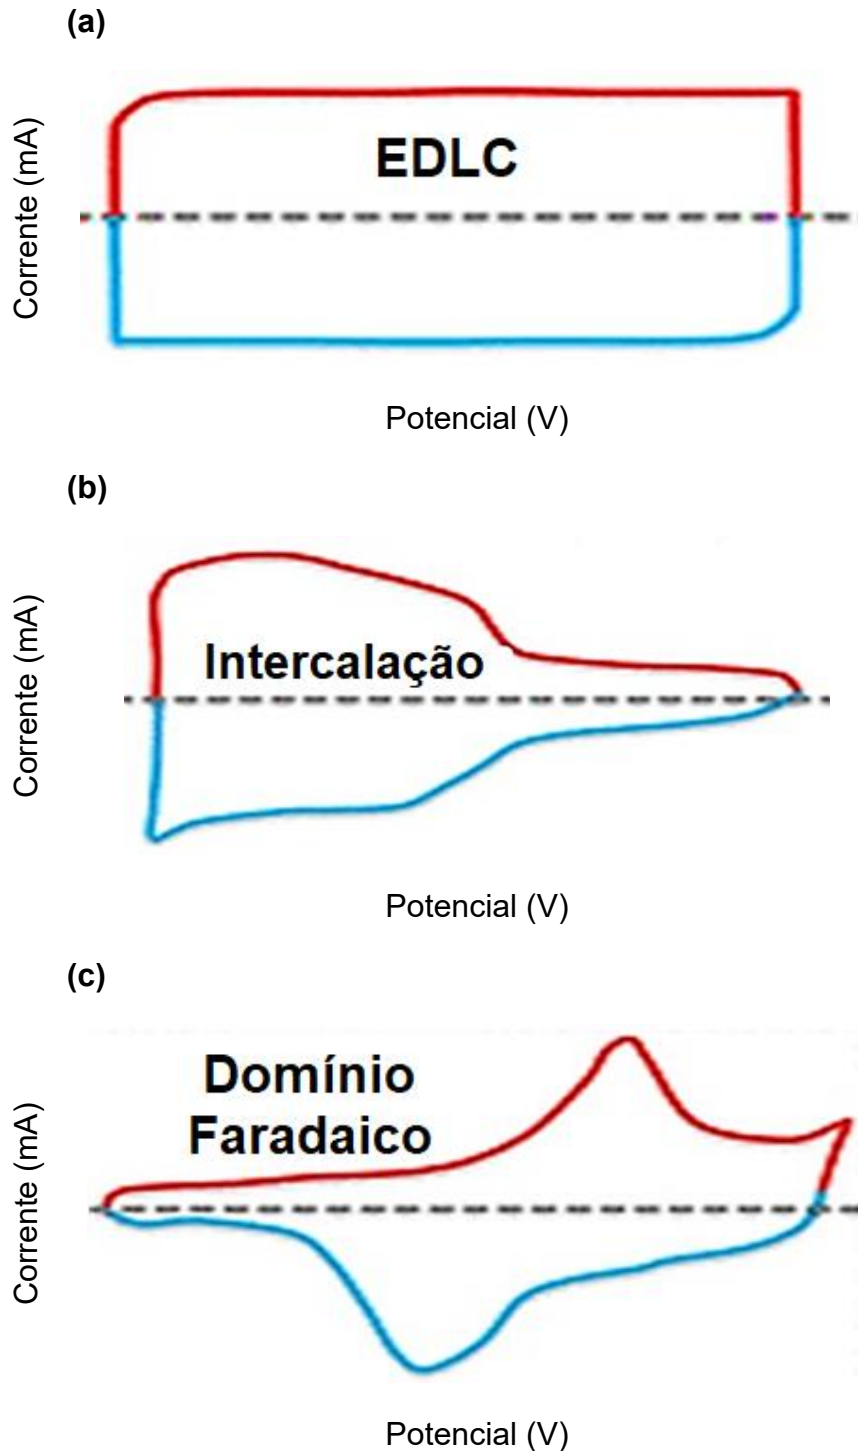 (a)
Corrente (mA)
EDLC
Potencial (V)
(b)
Corrente (mA)
Intercalação
Potencial (V)
(c)
Corrente (mA)
Domínio
Faradaico
Potencial (V)